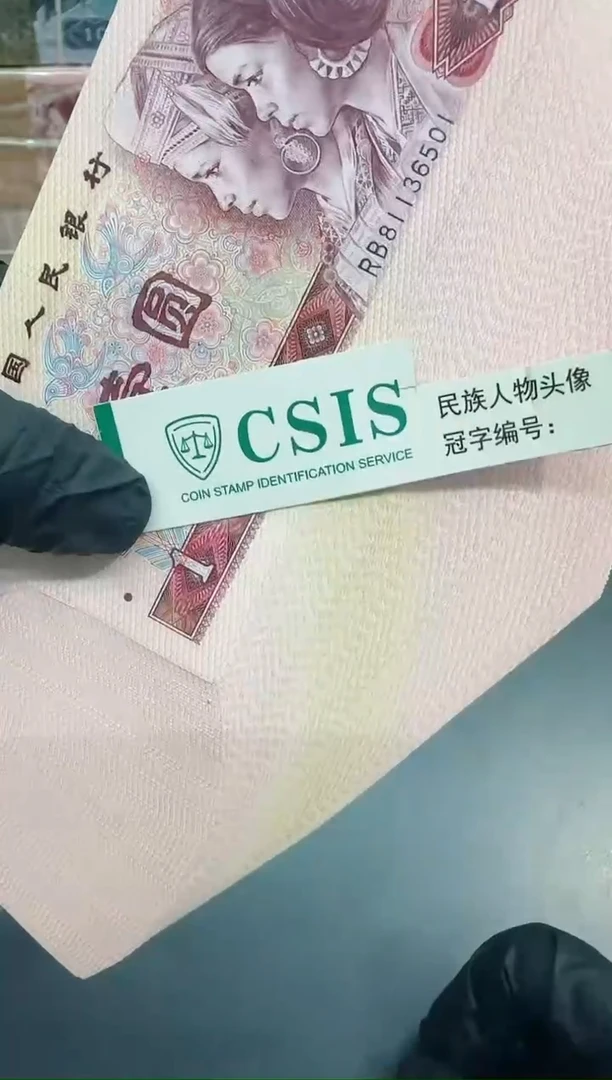 国人民银行
圆
RB81136501
CSIS
COIN STAMP IDENTIFICATION SERVICE
民族人物头像
冠字编号：